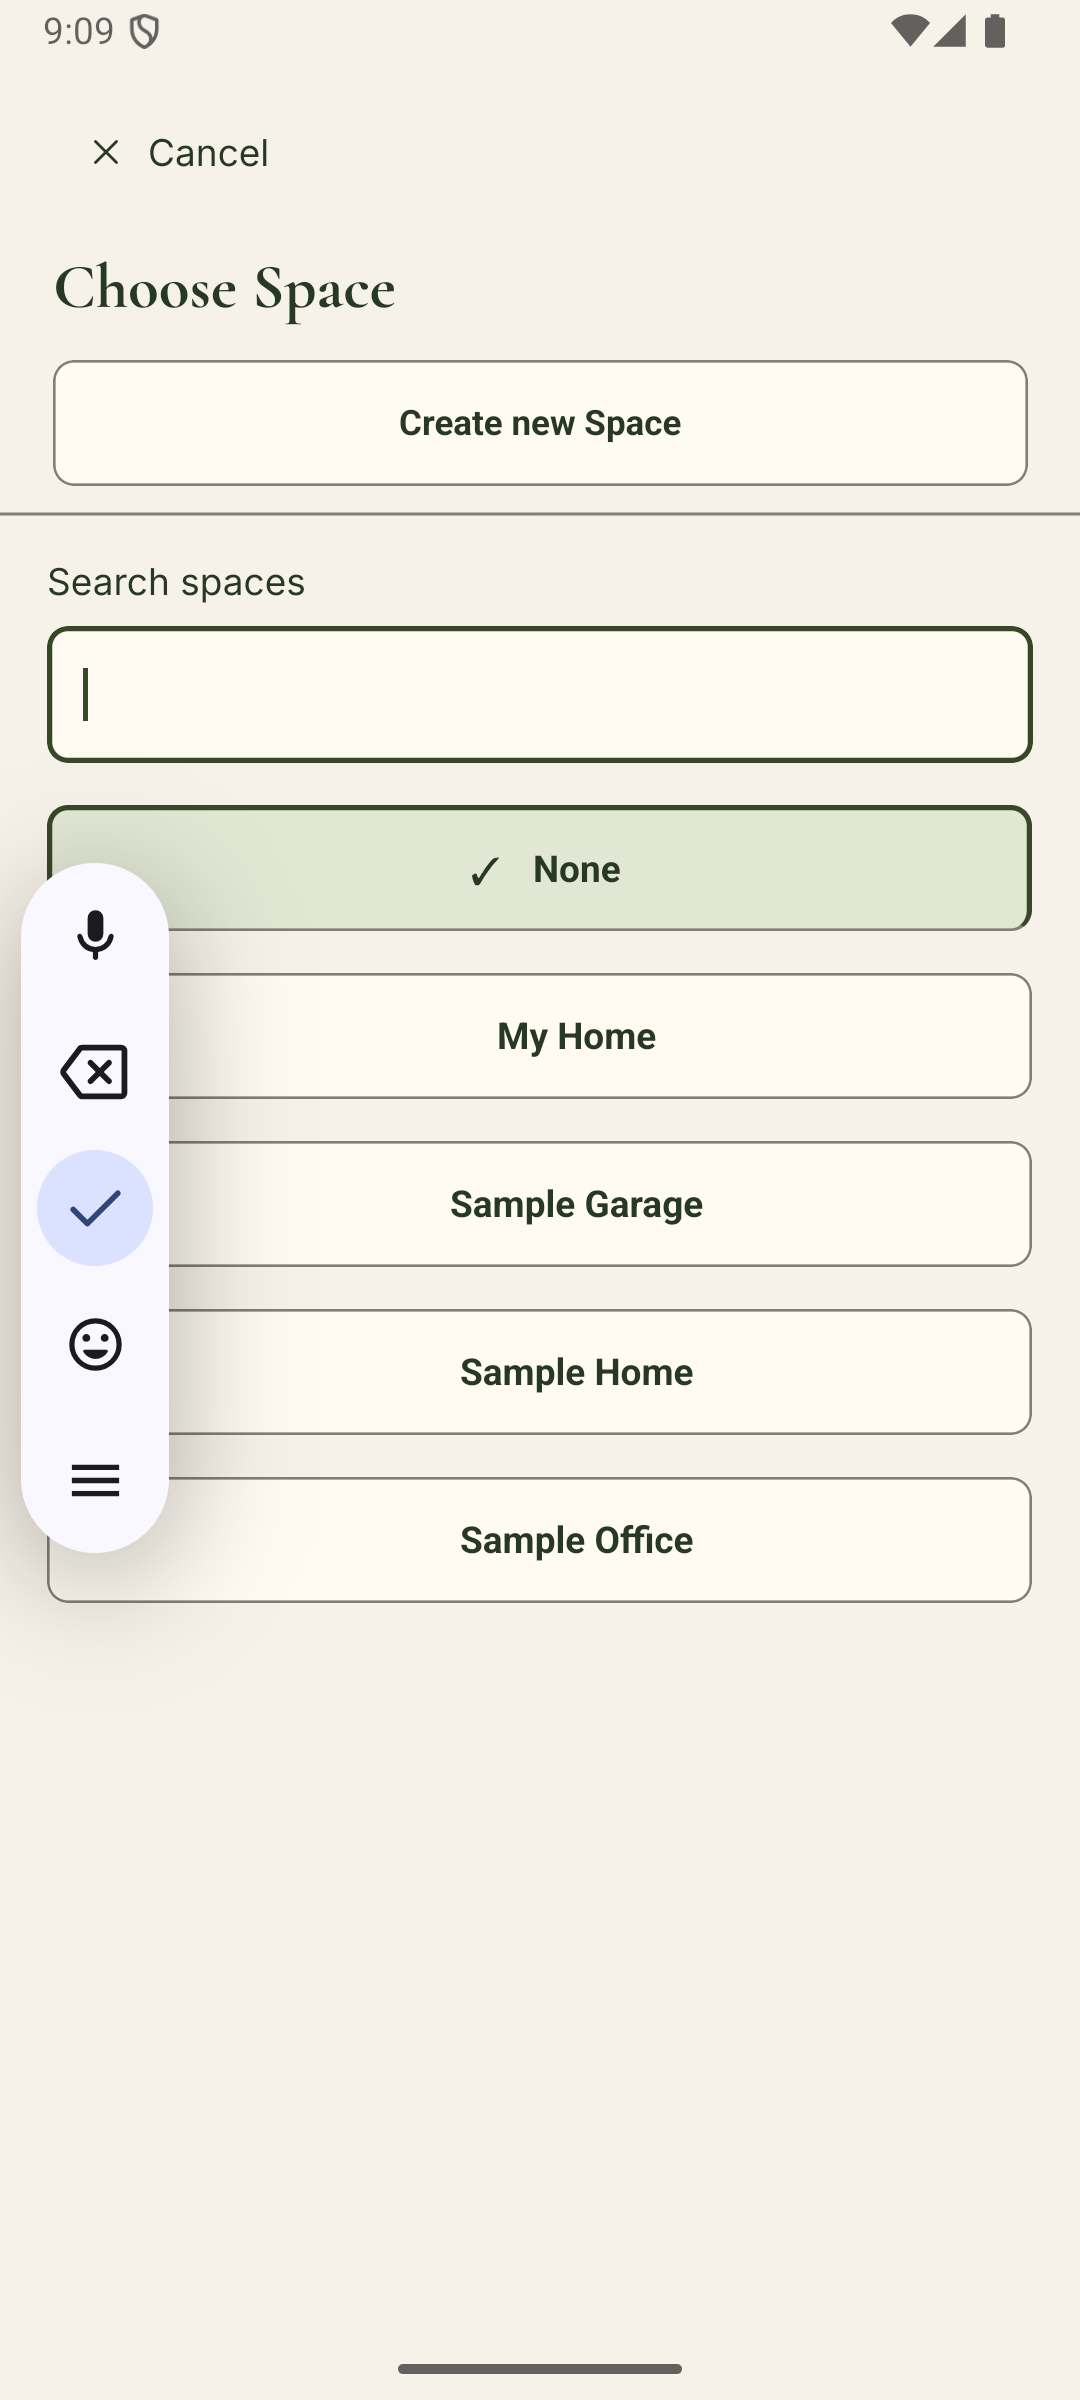 9:09
Cancel
Choose Space
Create new Space
Search spaces
✓ None
My Home
Sample Garage
Sample Home
Sample Office